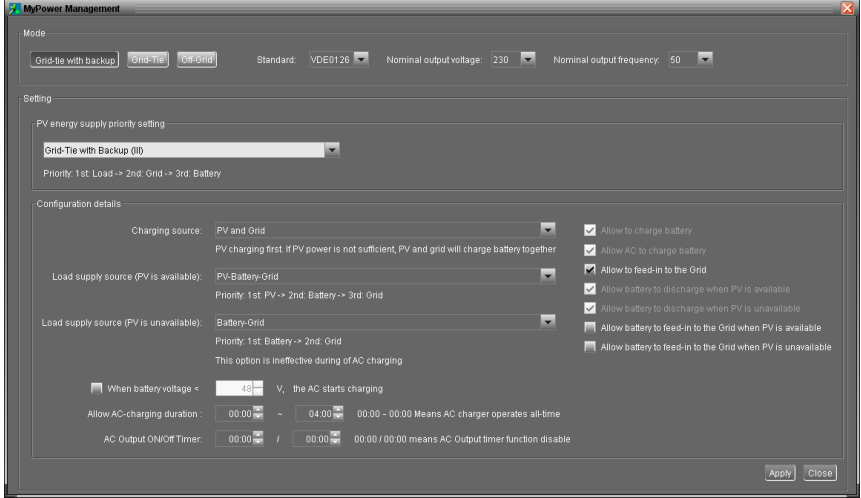 MyPower Management
Mode
Grid-tie with backup Grid-Tie Off-Grid Standard: VDE0126 Nominal output voltage: 230 Nominal output frequency: 50
Setting
PV energy supply priority setting
Grid-Tie with Backup (III)
Priority: 1st: Load -> 2nd: Grid -> 3rd: Battery
Configuration details
Charging source: PV and Grid
PV charging first. If PV power is not sufficient, PV and grid will charge battery together
Load supply source (PV is available): PV-Battery-Grid
Priority: 1st: PV -> 2nd: Battery -> 3rd: Grid
Load supply source (PV is unavailable): Battery-Grid
Priority: 1st: Battery -> 2nd: Grid
This option is ineffective during of AC charging
When battery voltage < 48 V, the AC starts charging
Allow AC-charging duration : 00:00 ~ 04:00 00:00 - 00:00 Means AC charger operates all-time
AC Output ON/Off Timer: 00:00 / 00:00 00:00 / 00:00 means AC Output timer function disable
Allow to charge battery
Allow AC to charge battery
Allow to feed-in to the Grid
Allow battery to discharge when PV is available
Allow battery to discharge when PV is unavailable
Allow battery to feed-in to the Grid when PV is available
Allow battery to feed-in to the Grid when PV is unavailable
Apply Close